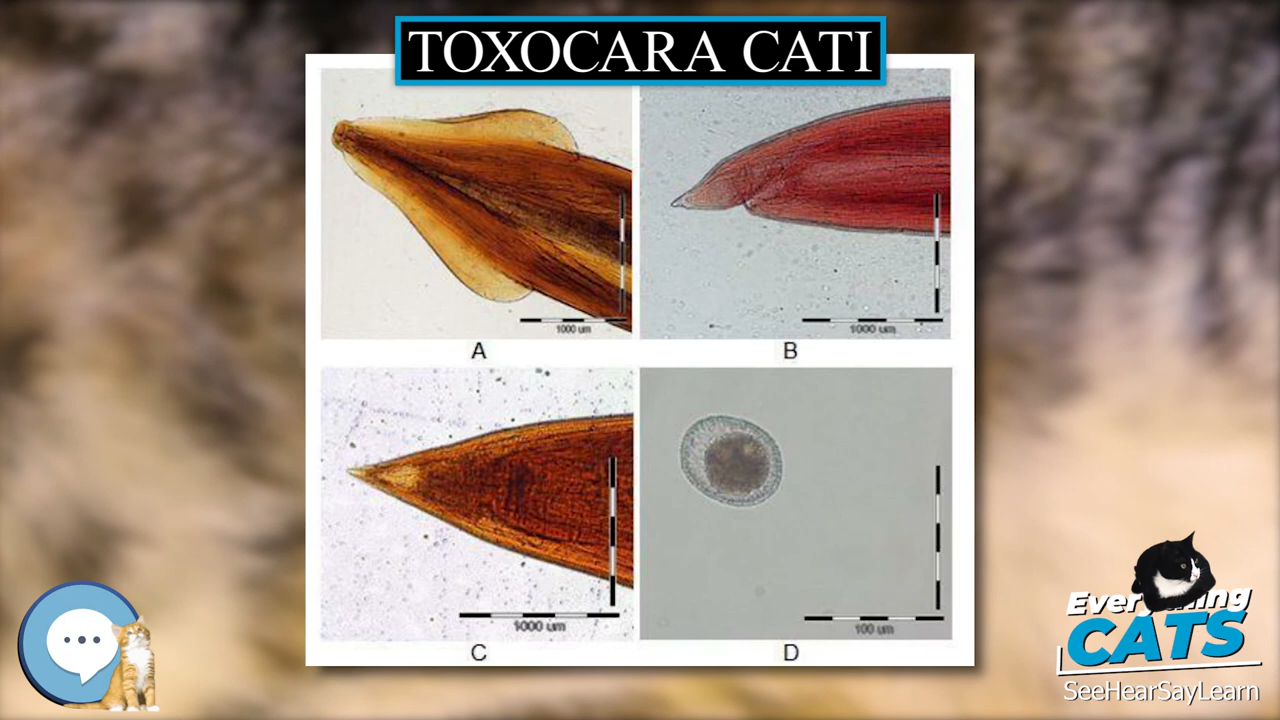 TOXOCARA CATI
1000 um
A
1000 um
B
1000 um
C
100 um
D
Everything
CATS
SeeHearSayLearn